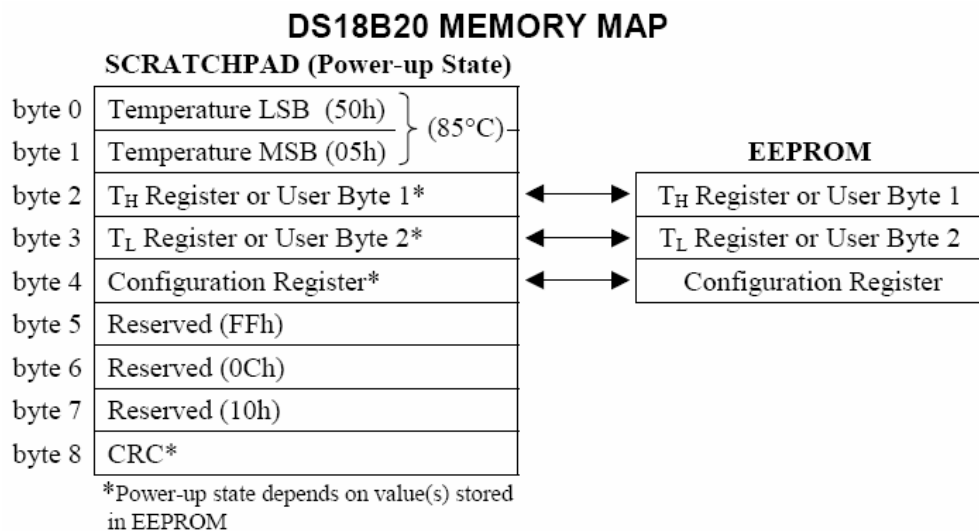 DS18B20 MEMORY MAP
SCRATCHPAD (Power-up State)
byte 0 Temperature LSB (50h)
(85°C)
byte 1 Temperature MSB (05h)
EEPROM
byte 2 TH Register or User Byte 1* TH Register or User Byte 1
byte 3 TL Register or User Byte 2* TL Register or User Byte 2
byte 4 Configuration Register* Configuration Register
byte 5 Reserved (FFh)
byte 6 Reserved (0Ch)
byte 7 Reserved (10h)
byte 8 CRC*
*Power-up state depends on value(s) stored
in EEPROM